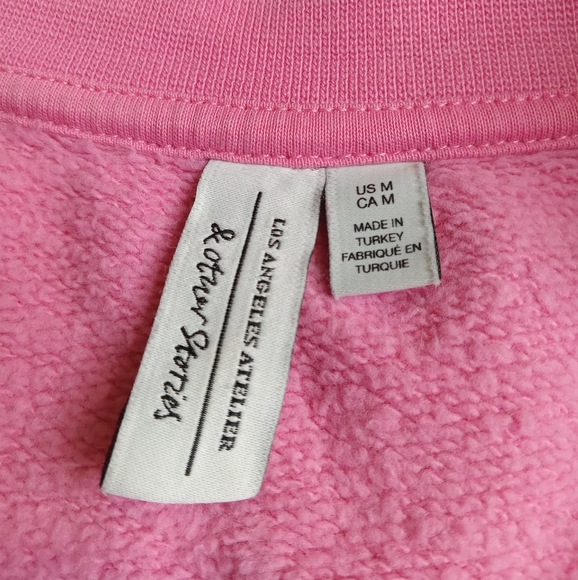 & other Stories
LOS ANGELES ATELIER
US M
CA M
MADE IN
TURKEY
FABRIQUÉ EN
TURQUIE